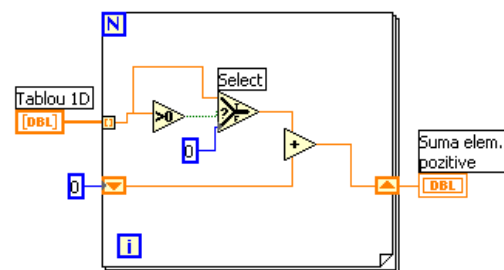 N
Select
Tablou 1D
[DBL]
>0
?
T
F
0
+
Suma elem.
pozitive
0
DBL
i